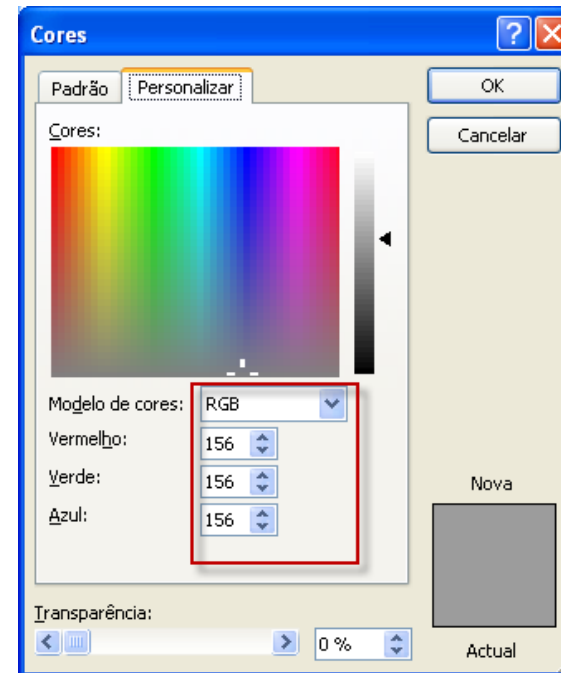 Cores
Padrão Personalizar OK
Cores: Cancelar
Modelo de cores: RGB
Vermelho: 156
Verde: 156
Azul: 156
Nova
Transparência:
0 %
Actual